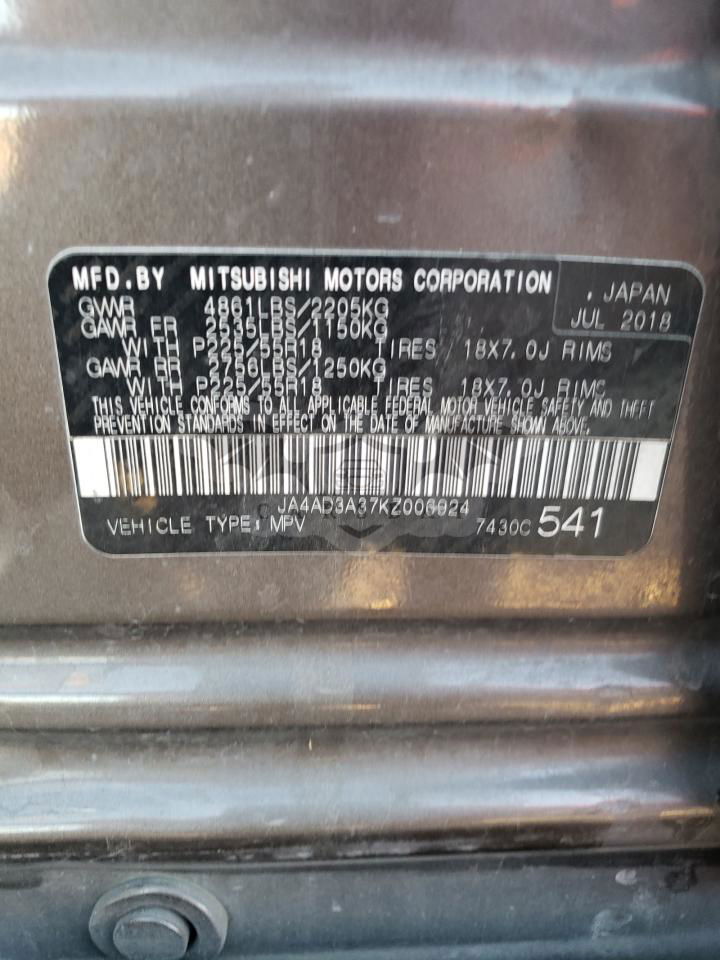 MFD.BY MITSUBISHI MOTORS CORPORATION
. JAPAN
JUL 2018
GVWR 4861LBS/2205KG
GAWR FR 2535LBS/1150KG
WITH P225/55R18 TIRES 18X7.0J RIMS
GAWR RR 2756LBS/1250KG
WITH P225/55R18 TIRES 18X7.0J RIMS
THIS VEHICLE CONFORMS TO ALL APPLICABLE FEDERAL MOTOR VEHICLE SAFETY AND THEFT
PREVENTION STANDARDS IN EFFECT ON THE DATE OF MANUFACTURE SHOWN ABOVE.
JA4AD3A37KZ006924
VEHICLE TYPE: MPV 7430C 541